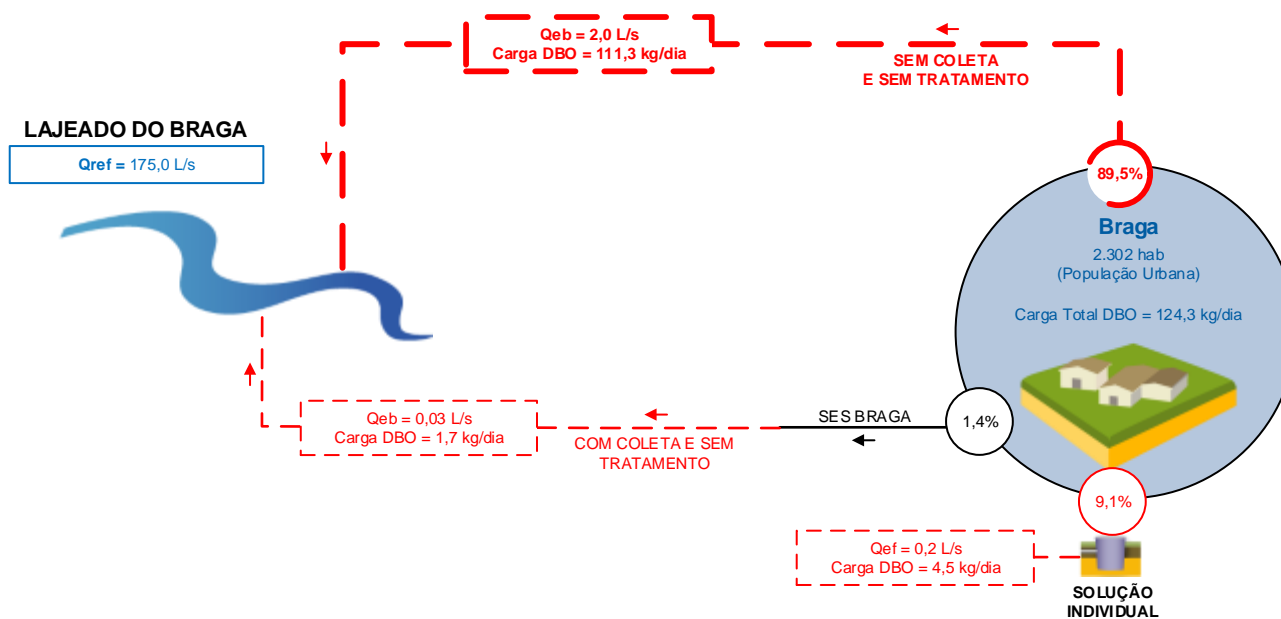 Qeb = 2,0 L/s
Carga DBO = 111,3 kg/dia
SEM COLETA
E SEM TRATAMENTO
LAJEADO DO BRAGA
Qref = 175,0 L/s
89,5%
Braga
2.302 hab
(População Urbana)
Carga Total DBO = 124,3 kg/dia
Qeb = 0,03 L/s
Carga DBO = 1,7 kg/dia
COM COLETA E SEM
TRATAMENTO
SES BRAGA
1,4%
9,1%
Qef = 0,2 L/s
Carga DBO = 4,5 kg/dia
SOLUÇÃO
INDIVIDUAL